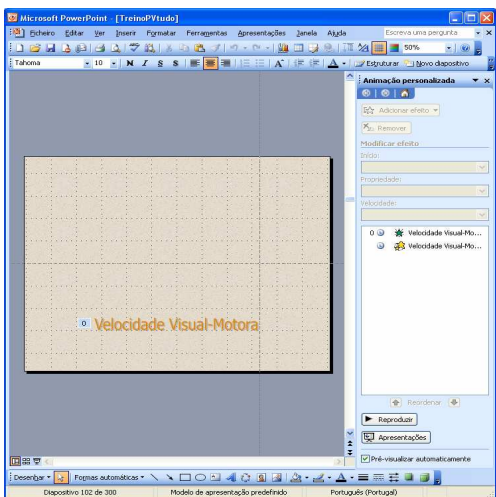 Microsoft PowerPoint - [TreinoPVtudo]
Ficheiro Editar Ver Inserir Formatar Ferramentas Apresentações Janela Ajuda Escreva uma pergunta
50%
Tahoma 10 N I S S Estruturar Novo diapositivo
Animação personalizada
Adicionar efeito
Remover
Modificar efeito
Início:
Propriedade:
Velocidade:
0 Velocidade Visual-Mo...
Velocidade Visual-Mo...
0 Velocidade Visual-Motora
Reordenar
Reproduzir
Apresentações
Pré-visualizar automaticamente
Desenhar Formas automáticas
Diapositivo 102 de 300 Modelo de apresentação predefinido Português (Portugal)